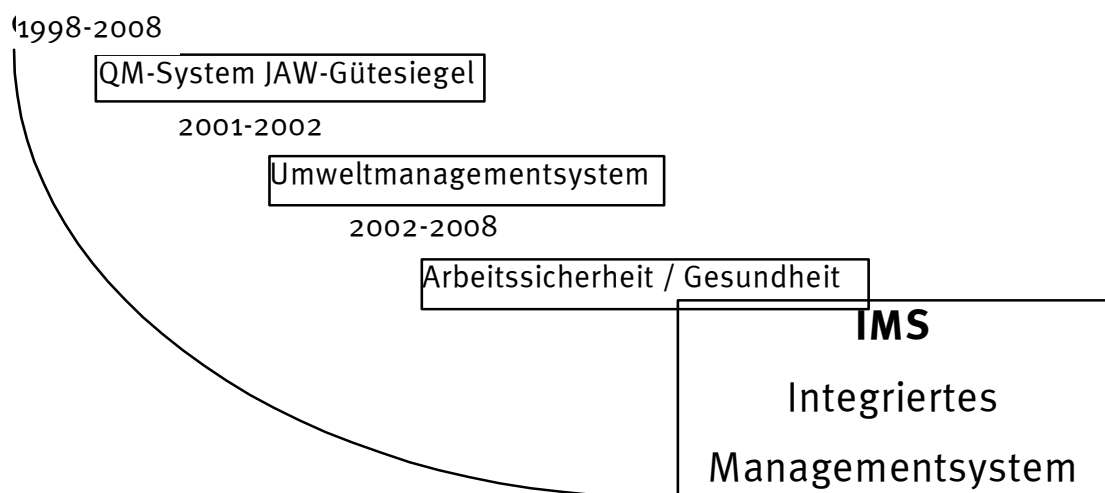 1998-2008
QM-System JAW-Gütesiegel
2001-2002
Umweltmanagementsystem
2002-2008
Arbeitssicherheit / Gesundheit
IMS
Integriertes
Managementsystem